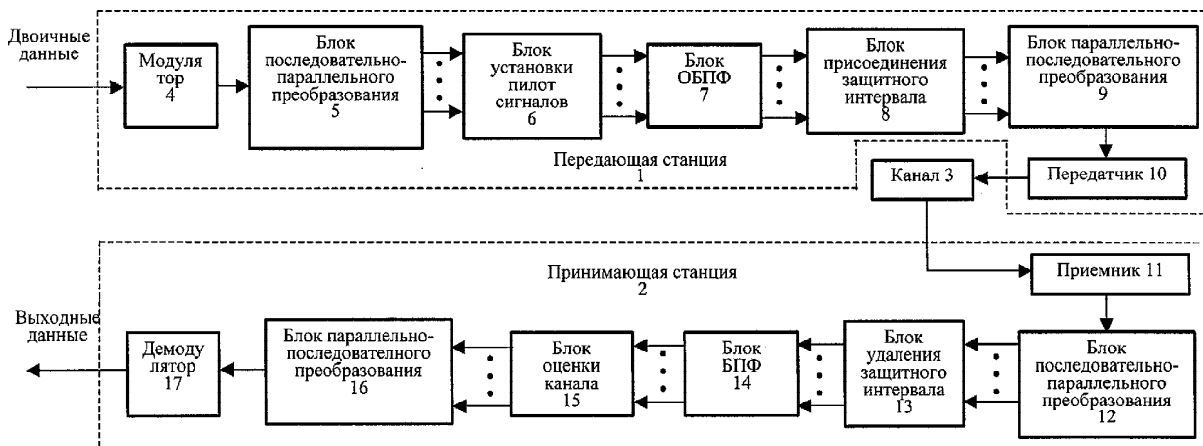 Двоичные
данные
Модуля
тор
4
Блок
последовательно-
параллельного
преобразования
5
Блок
установки
пилот
сигналов
6
Блок
ОБПФ
7
Блок
присоединения
защитного
интервала
8
Блок параллельно-
последовательного
преобразования
9
Передающая станция
1
Канал 3
Передатчик 10
Принимающая станция
2
Приемник 11
Выходные
данные
Демоду
лятор
17
Блок параллельно-
последователного
преобразования
16
Блок
оценки
канала
15
Блок
БПФ
14
Блок
удаления
защитного
интервала
13
Блок
последовательно-
параллельного
преобразования
12